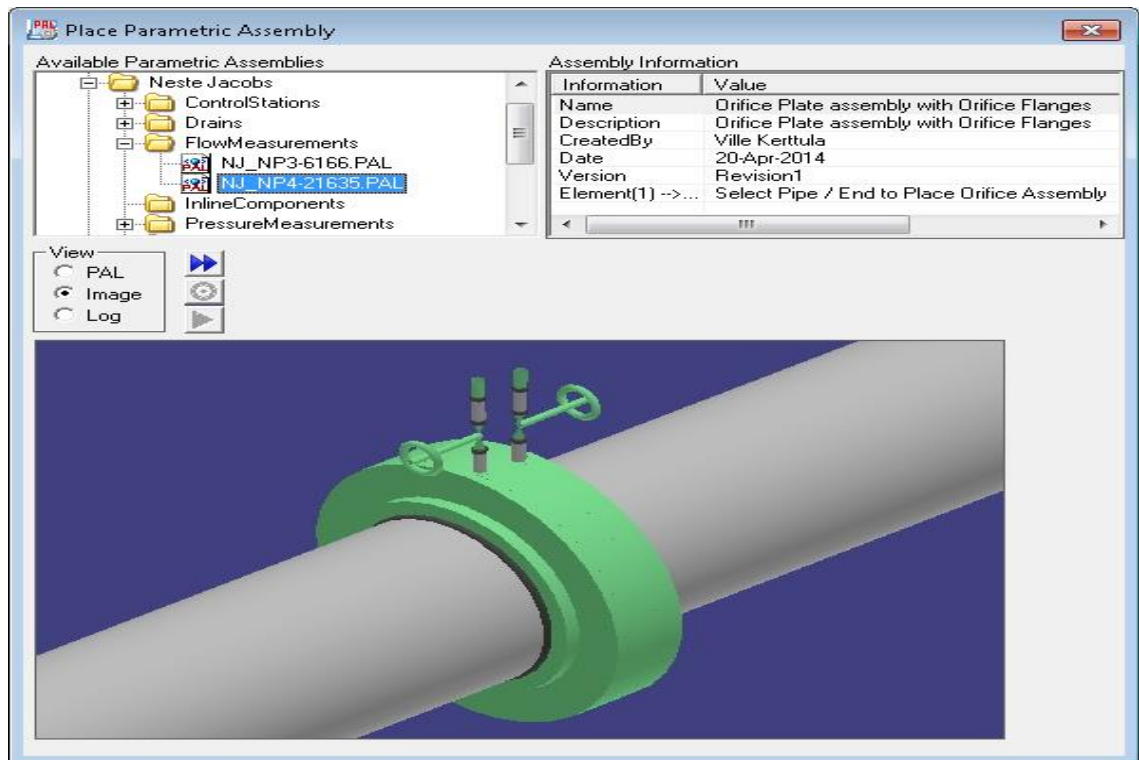 Place Parametric Assembly
Available Parametric Assemblies
Neste Jacobs
ControlStations
Drains
FlowMeasurements
NJ_NP3-6166.PAL
NJ_NP4-21635.PAL
InlineComponents
PressureMeasurements
Assembly Information
Information Value
Name Orifice Plate assembly with Orifice Flanges
Description Orifice Plate assembly with Orifice Flanges
CreatedBy Ville Kerttula
Date 20-Apr-2014
Version Revision1
Element(1) -->... Select Pipe / End to Place Orifice Assembly
View
PAL
Image
Log